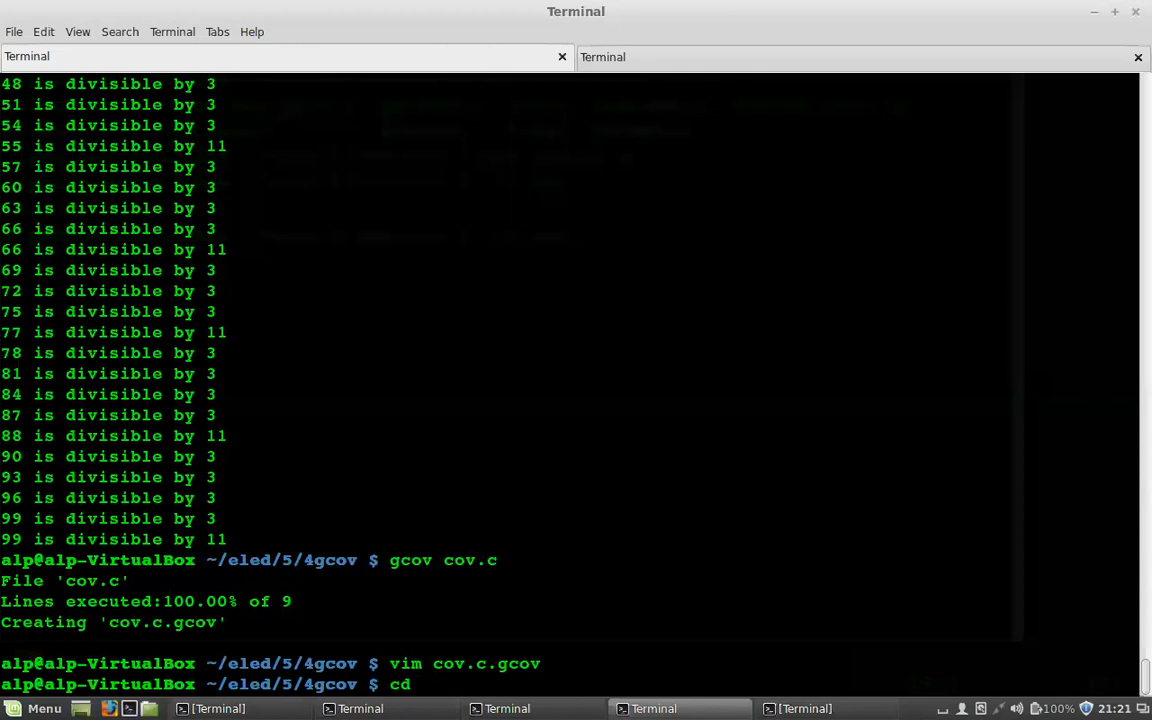 Terminal
File Edit View Search Terminal Tabs Help
Terminal
Terminal
48 is divisible by 3
51 is divisible by 3
54 is divisible by 3
55 is divisible by 11
57 is divisible by 3
60 is divisible by 3
63 is divisible by 3
66 is divisible by 3
66 is divisible by 11
69 is divisible by 3
72 is divisible by 3
75 is divisible by 3
77 is divisible by 11
78 is divisible by 3
81 is divisible by 3
84 is divisible by 3
87 is divisible by 3
88 is divisible by 11
90 is divisible by 3
93 is divisible by 3
96 is divisible by 3
99 is divisible by 3
99 is divisible by 11
alp@alp-VirtualBox ~/eled/5/4gcov $ gcov cov.c
File 'cov.c'
Lines executed:100.00% of 9
Creating 'cov.c.gcov'
alp@alp-VirtualBox ~/eled/5/4gcov $ vim cov.c.gcov
alp@alp-VirtualBox ~/eled/5/4gcov $ cd
Menu [Terminal] Terminal Terminal Terminal [Terminal] 100% 21:21